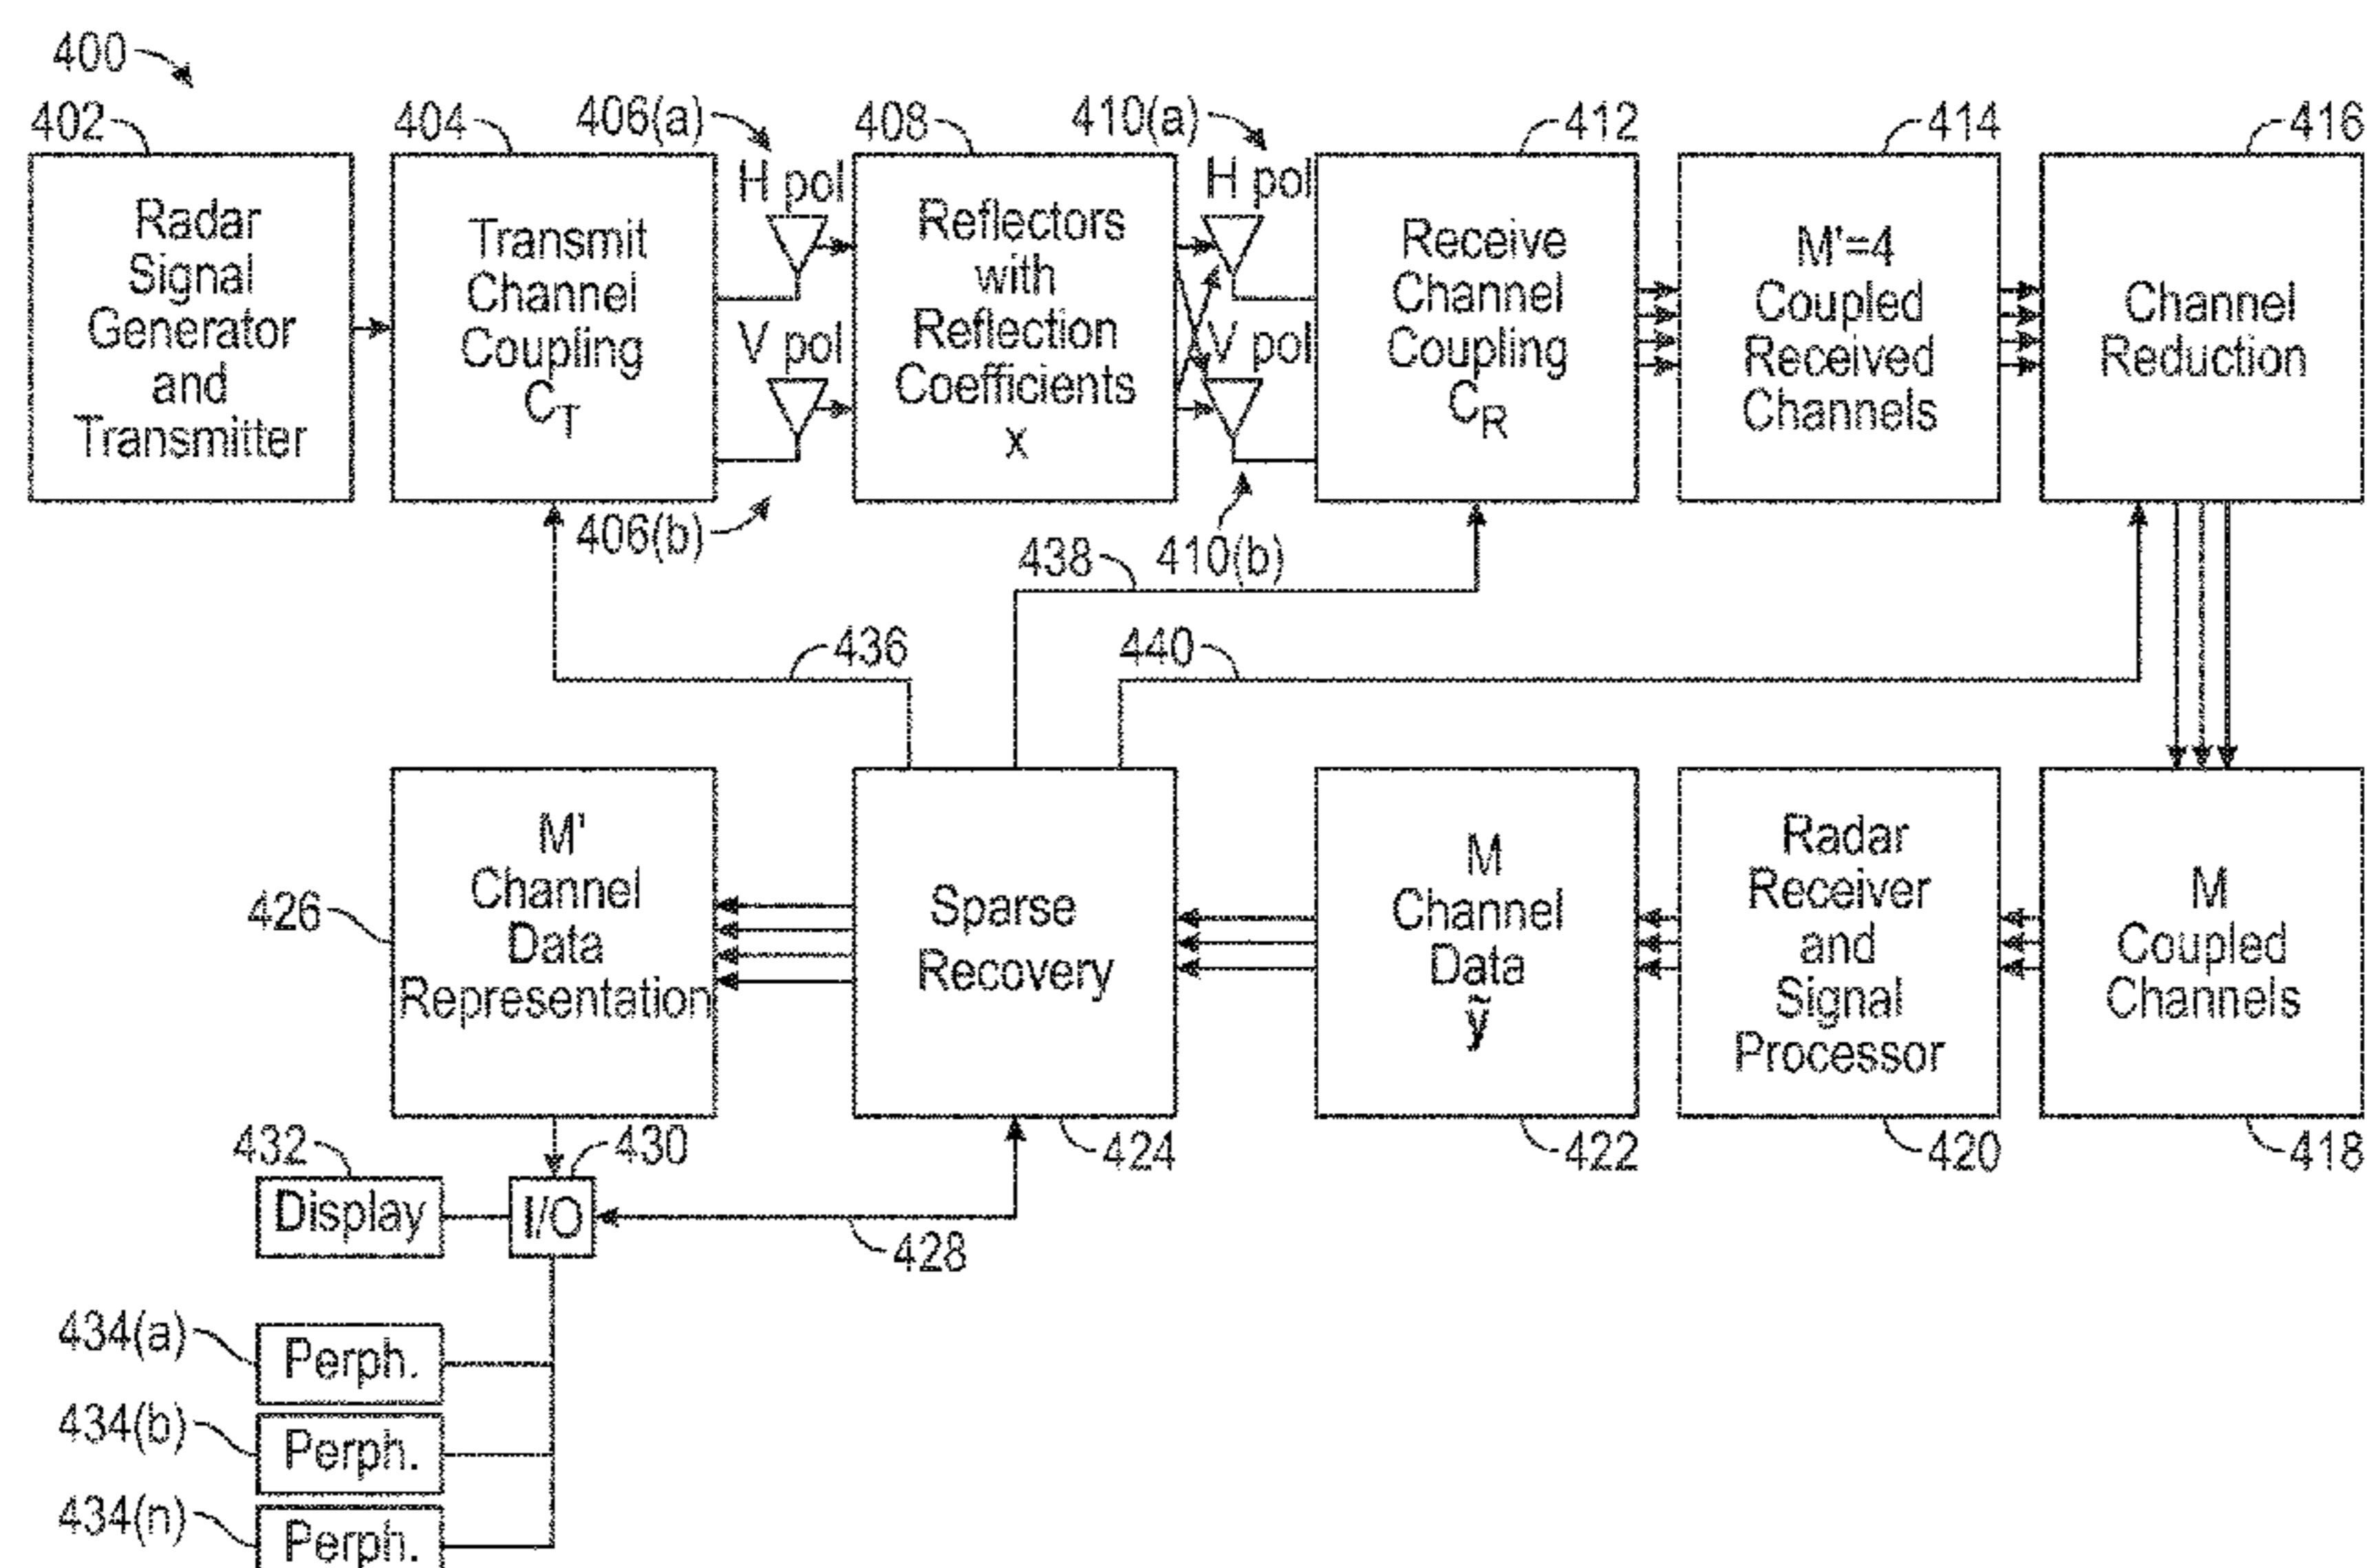 400
402
404
406(a)
408
410(a)
412
414
416
Radar
Signal
Generator
and
Transmitter
Transmit
Channel
Coupling
C_T
H pol
V pol
406(b)
Reflectors
with
Reflection
Coefficients
x
H pol
V pol
410(b)
Receive
Channel
Coupling
C_R
M'=4
Coupled
Received
Channels
Channel
Reduction
436
438
440
M'
Channel
Data
Representation
426
Sparse
Recovery
424
M
Channel
Data
ỹ
422
Radar
Receiver
and
Signal
Processor
420
M
Coupled
Channels
418
432
Display
430
I/O
428
434(a)
Perph.
434(b)
Perph.
434(n)
Perph.